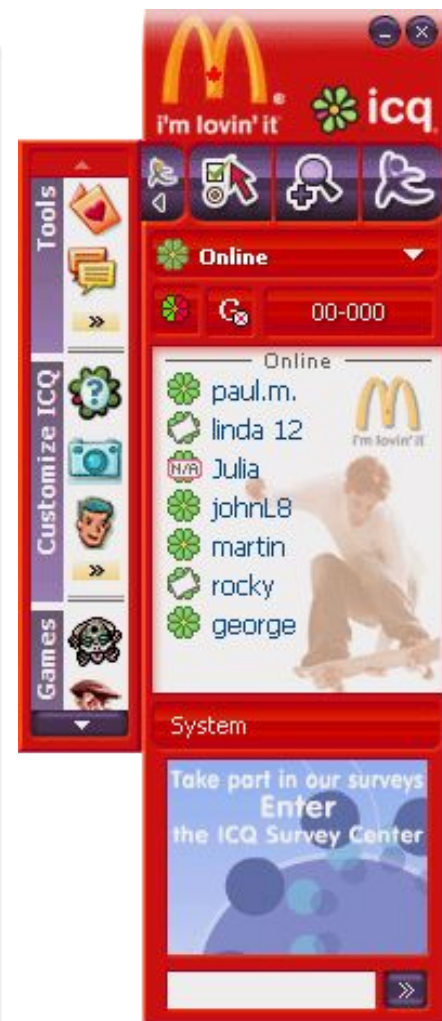 i'm lovin' it
icq
Tools
Customize ICQ
Games
Online
00-000
Online
paul.m.
i'm lovin' it
linda 12
N/A Julia
johnL8
martin
rocky
george
System
Take part in our surveys
Enter
the ICQ Survey Center